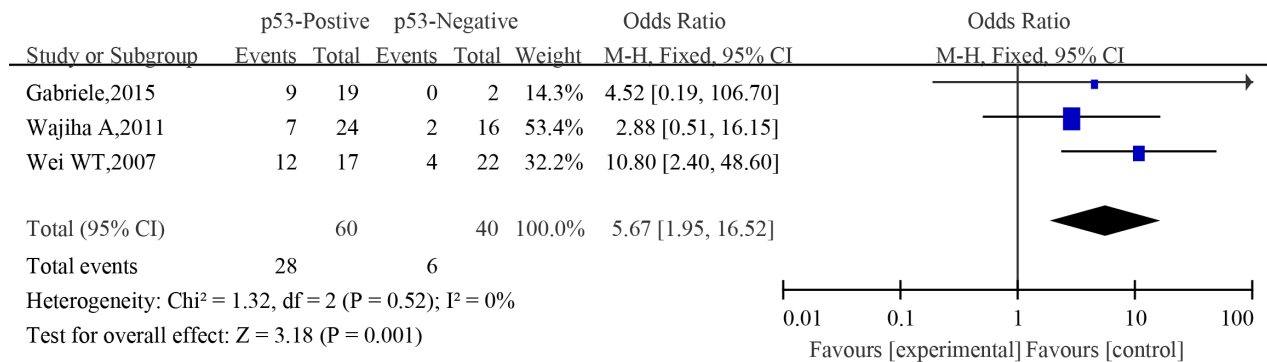 p53-Postive p53-Negative Odds Ratio Odds Ratio
Study or Subgroup Events Total Events Total Weight M-H, Fixed, 95% CI M-H, Fixed, 95% CI
Gabriele,2015 9 19 0 2 14.3% 4.52 [0.19, 106.70]
Wajiha A,2011 7 24 2 16 53.4% 2.88 [0.51, 16.15]
Wei WT,2007 12 17 4 22 32.2% 10.80 [2.40, 48.60]
Total (95% CI) 60 40 100.0% 5.67 [1.95, 16.52]
Total events 28 6
Heterogeneity: Chi² = 1.32, df = 2 (P = 0.52); I² = 0%
Test for overall effect: Z = 3.18 (P = 0.001)
0.01 0.1 1 10 100
Favours [experimental] Favours [control]